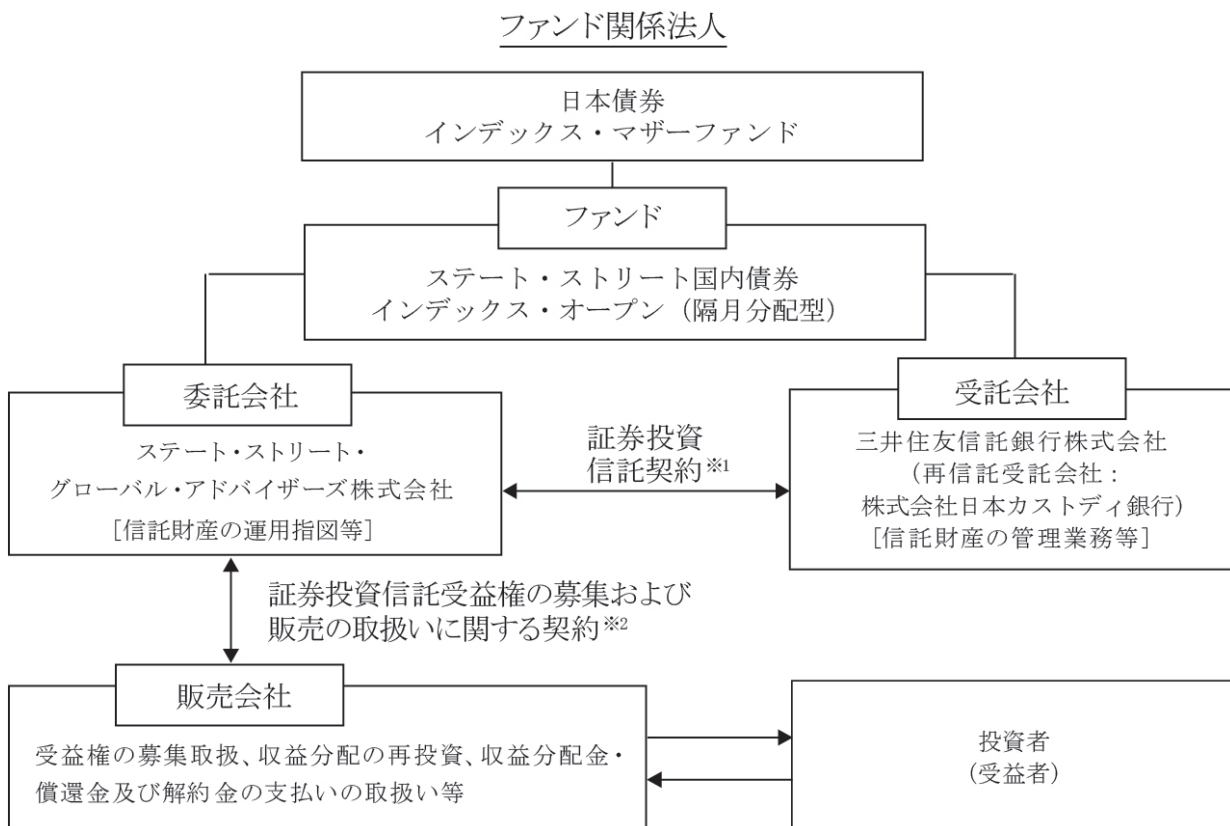 ファンド関係法人
日本債券
インデックス・マザーファンド
ファンド
ステート・ストリート国内債券
インデックス・オープン（隔月分配型）
委託会社
ステート・ストリート・
グローバル・アドバイザーズ株式会社
［信託財産の運用指図等］
証券投資
信託契約※1
受託会社
三井住友信託銀行株式会社
（再信託受託会社：
株式会社日本カストディ銀行）
［信託財産の管理業務等］
証券投資信託受益権の募集および
販売の取扱いに関する契約※2
販売会社
受益権の募集取扱、収益分配の再投資、収益分配金・
償還金及び解約金の支払いの取扱い等
投資者
（受益者）